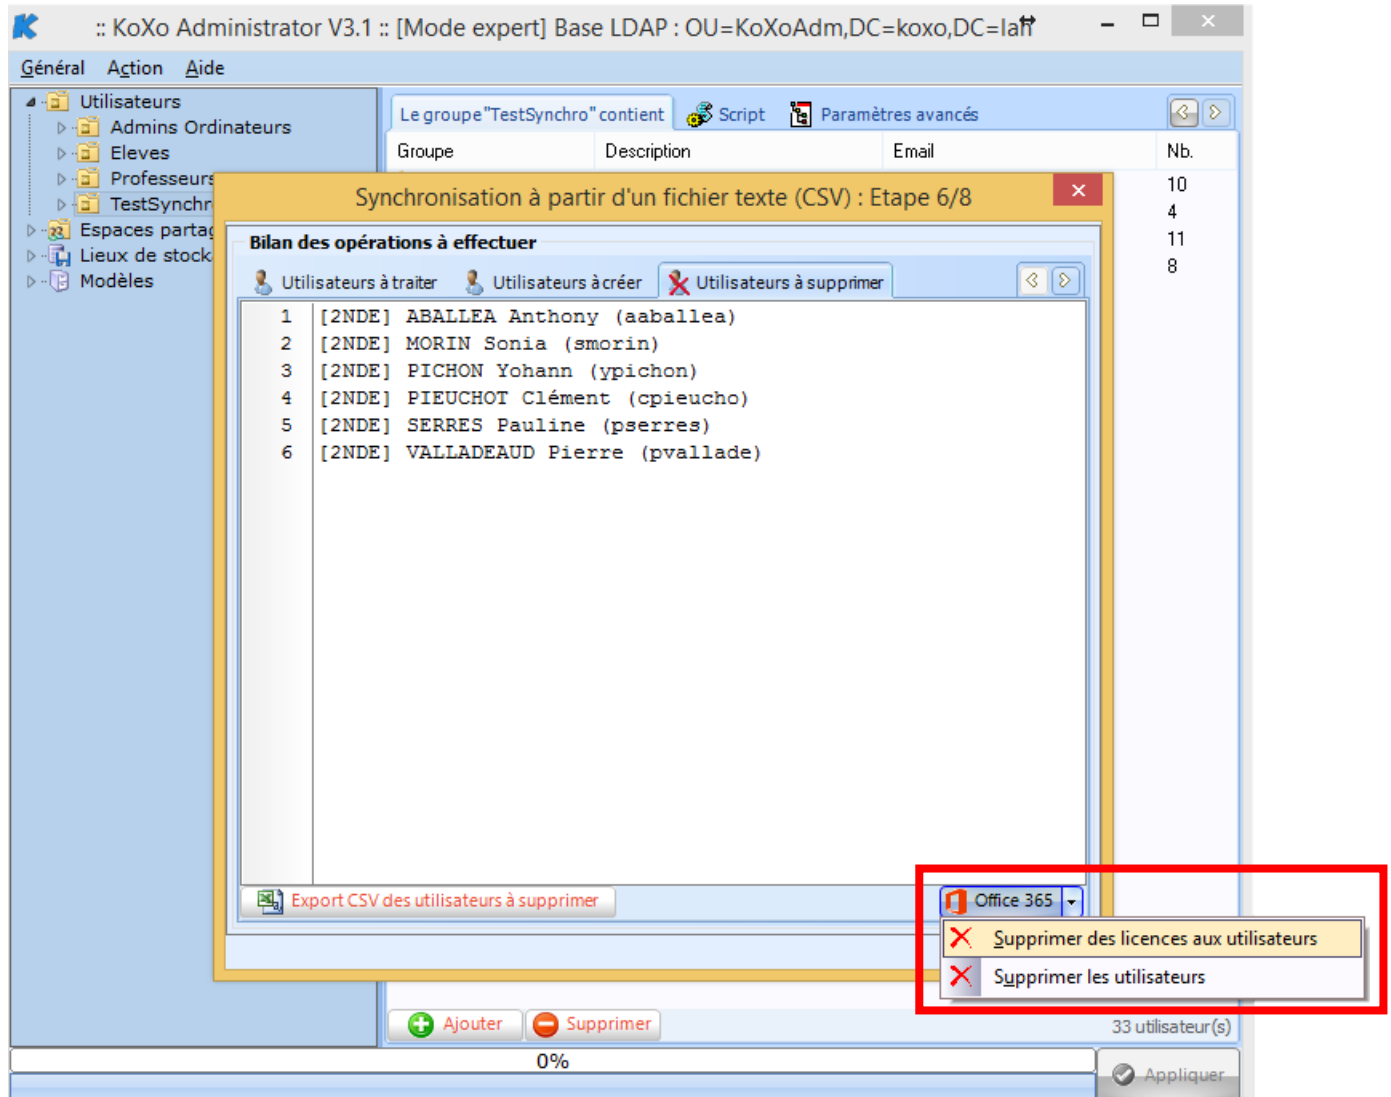 :: KoXo Administrator V3.1 :: [Mode expert] Base LDAP : OU=KoXoAdm,DC=koxo,DC=lan
Général Action Aide
Utilisateurs
Admins Ordinateurs
Eleves
Professeurs
TestSynchr
Espaces partag
Lieux de stock
Modèles
Le groupe "TestSynchro" contient Script Paramètres avancés
Groupe Description Email Nb.
10
4
11
8
Synchronisation à partir d'un fichier texte (CSV) : Etape 6/8
Bilan des opérations à effectuer
Utilisateurs à traiter Utilisateurs à créer Utilisateurs à supprimer
1 [2NDE] ABALLEA Anthony (aaballea)
2 [2NDE] MORIN Sonia (smorin)
3 [2NDE] PICHON Yohann (ypichon)
4 [2NDE] PIEUCHOT Clément (cpieucho)
5 [2NDE] SERRES Pauline (pserres)
6 [2NDE] VALLADEAUD Pierre (pvallade)
Export CSV des utilisateurs à supprimer Office 365
Supprimer des licences aux utilisateurs
Supprimer les utilisateurs
Ajouter Supprimer 33 utilisateur(s)
0%
Appliquer